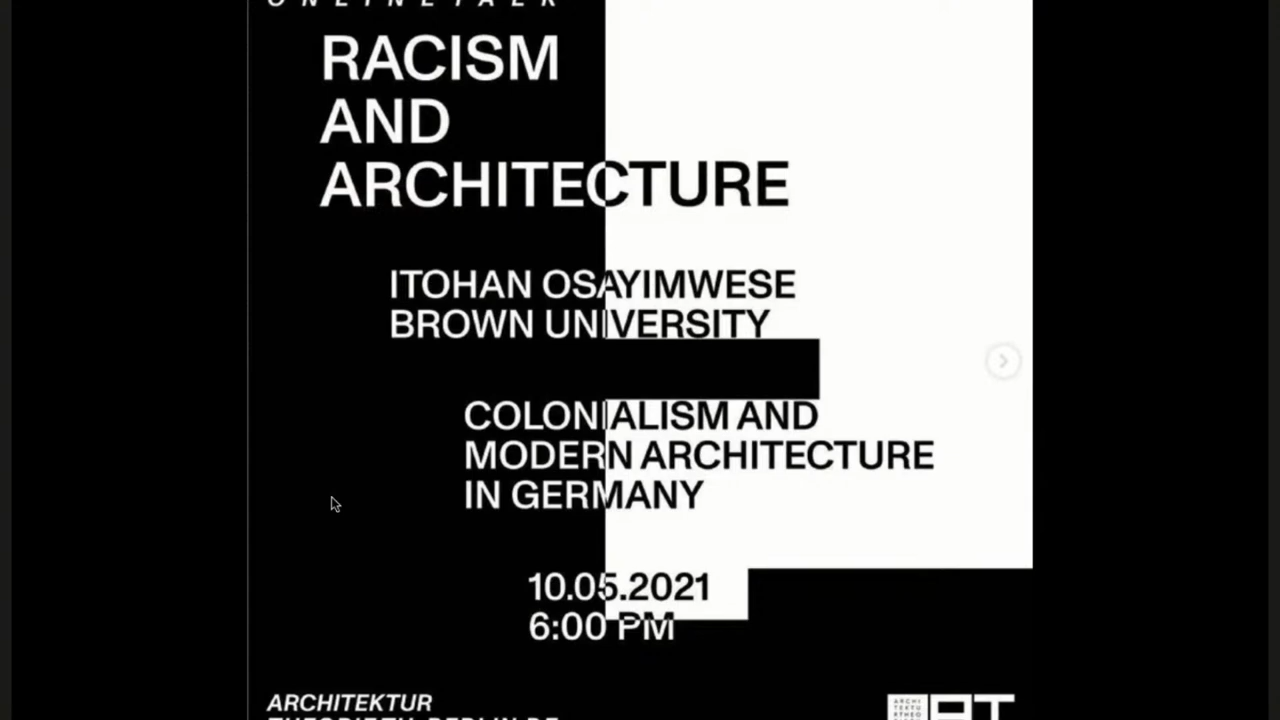 ONLINETALK
RACISM
AND
ARCHITECTURE
ITOHAN OSAYIMWESE
BROWN UNIVERSITY
COLONIALISM AND
MODERN ARCHITECTURE
IN GERMANY
10.05.2021
6:00 PM
ARCHITEKTUR